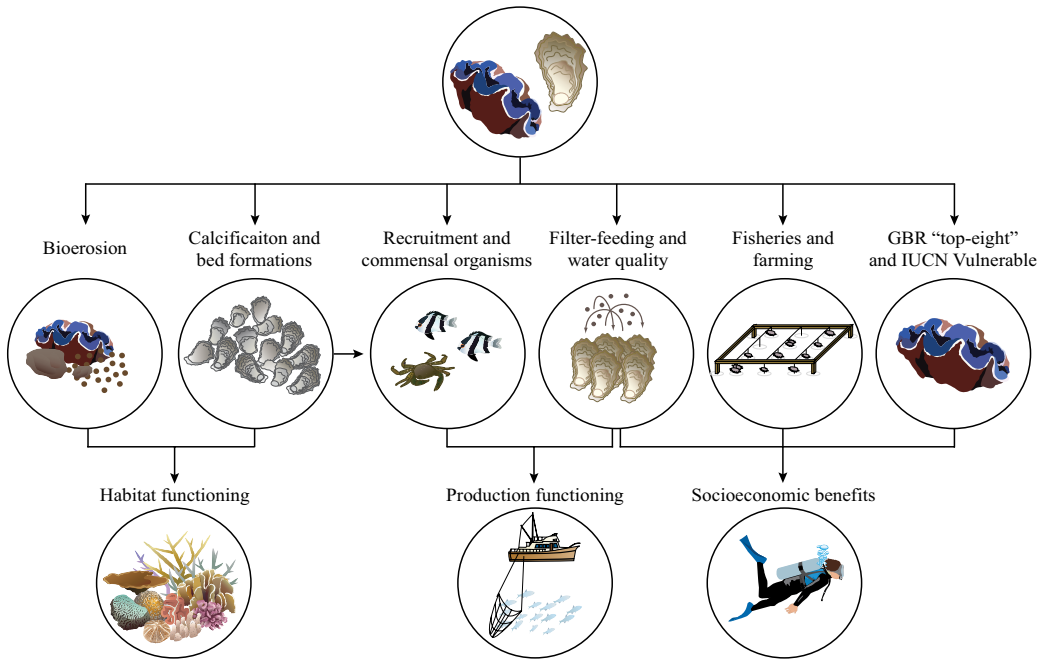 Bioerosion
Calcificaiton and
bed formations
Recruitment and
commensal organisms
Filter-feeding and
water quality
Fisheries and
farming
GBR “top-eight”
and IUCN Vulnerable
Habitat functioning
Production functioning
Socioeconomic benefits